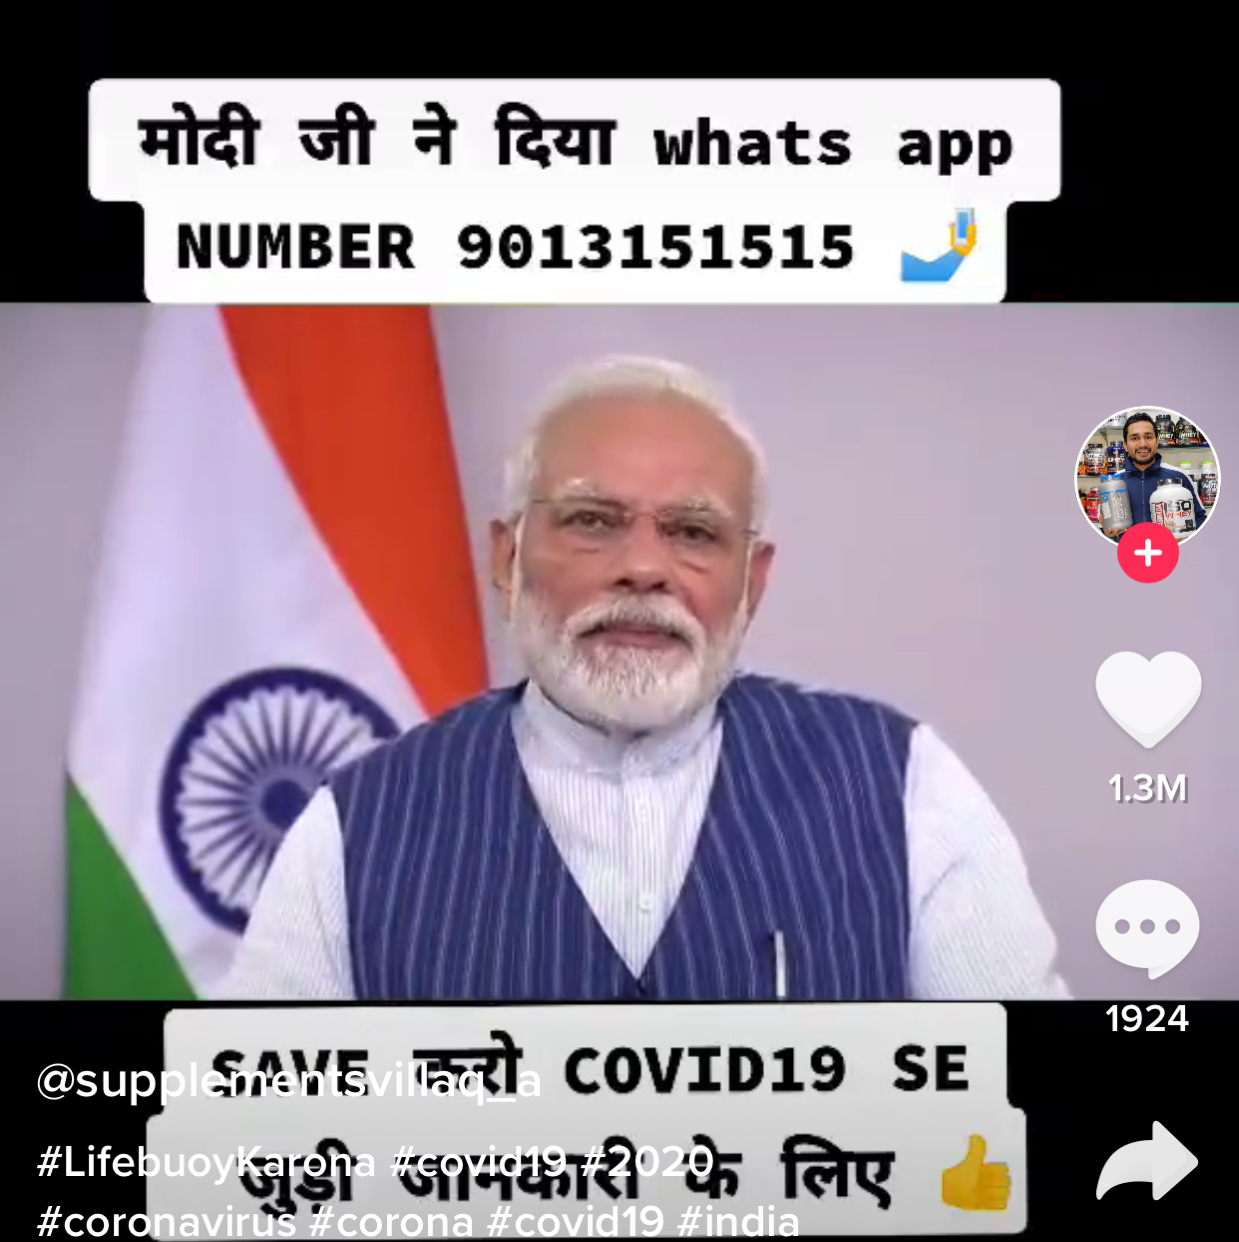 मोदी जी ने दिया whats app
NUMBER 9013151515
1.3M
1924
SAVE करो COVID19 SE
@supplementsvillaq_a
जुड़ी जानकारी के लिए
#LifebuoyKarona #covid19 #2020
#coronavirus #corona #covid19 #india